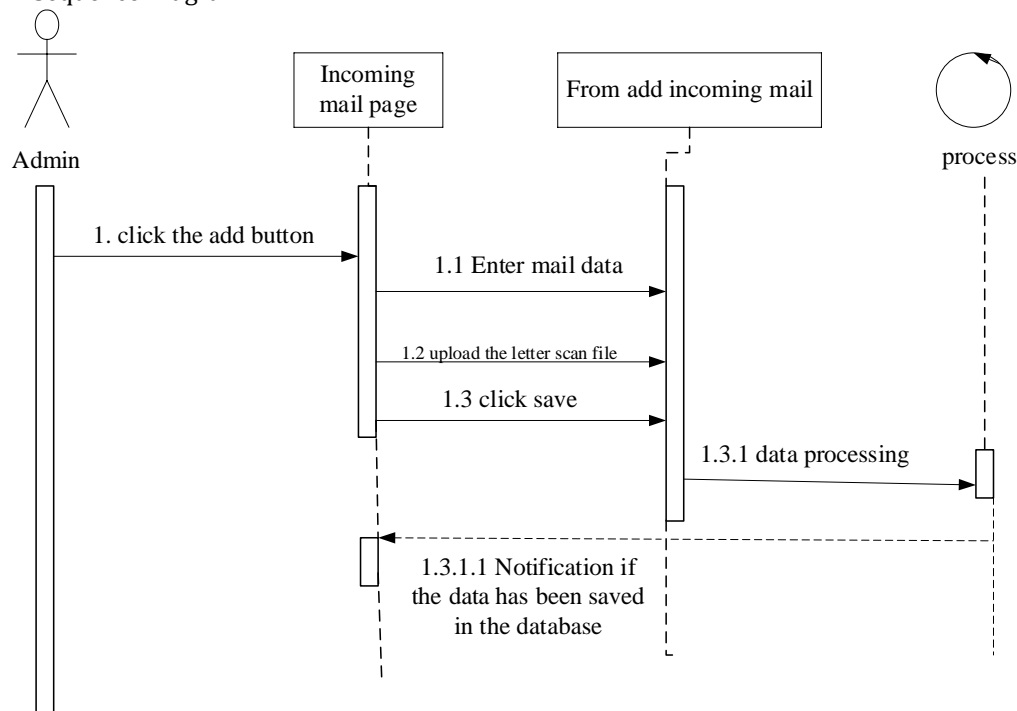 Incoming
mail page
From add incoming mail
Admin
process
1. click the add button
1.1 Enter mail data
1.2 upload the letter scan file
1.3 click save
1.3.1 data processing
1.3.1.1 Notification if
the data has been saved
in the database